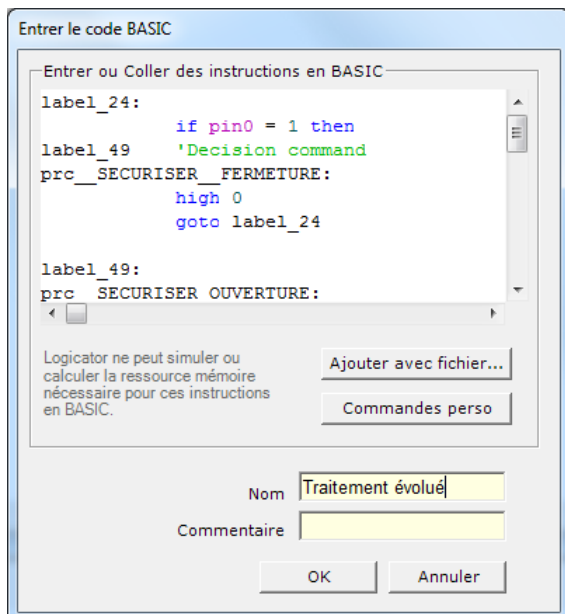 Entrer le code BASIC
Entrer ou Coller des instructions en BASIC
label_24:
if pin0 = 1 then
label_49 'Decision command
prc__SECURISER__FERMETURE:
high 0
goto label_24
label_49:
prc__SECURISER OUVERTURE:
Logicator ne peut simuler ou
calculer la ressource mémoire
nécessaire pour ces instructions
en BASIC.
Ajouter avec fichier...
Commandes perso
Nom Traitement évolué
Commentaire
OK Annuler